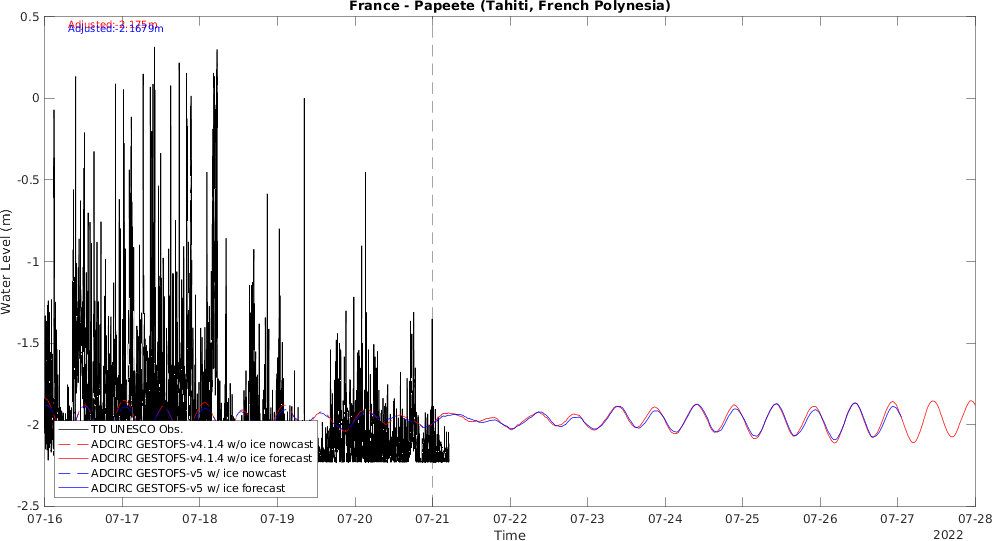 France - Papeete (Tahiti, French Polynesia)
Adjusted:-2.175m
Adjusted:-2.1679m
0.5
0
-0.5
-1
-1.5
-2
-2.5
Water Level (m)
TD UNESCO Obs.
ADCIRC GESTOFS-v4.1.4 w/o ice nowcast
ADCIRC GESTOFS-v4.1.4 w/o ice forecast
ADCIRC GESTOFS-v5 w/ ice nowcast
ADCIRC GESTOFS-v5 w/ ice forecast
07-16 07-17 07-18 07-19 07-20 07-21 07-22 07-23 07-24 07-25 07-26 07-27 07-28
Time
2022